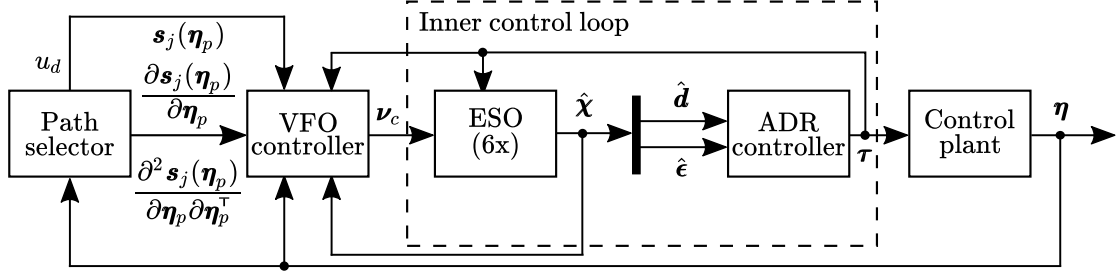 Inner control loop
u_d
s_j(η_p)
∂s_j(η_p)
∂η_p
∂²s_j(η_p)
∂η_p∂η_p^⊤
Path
selector
VFO
controller
ν_c
ESO
(6x)
χ̂
d̂
ε̂
ADR
controller
τ
Control
plant
η